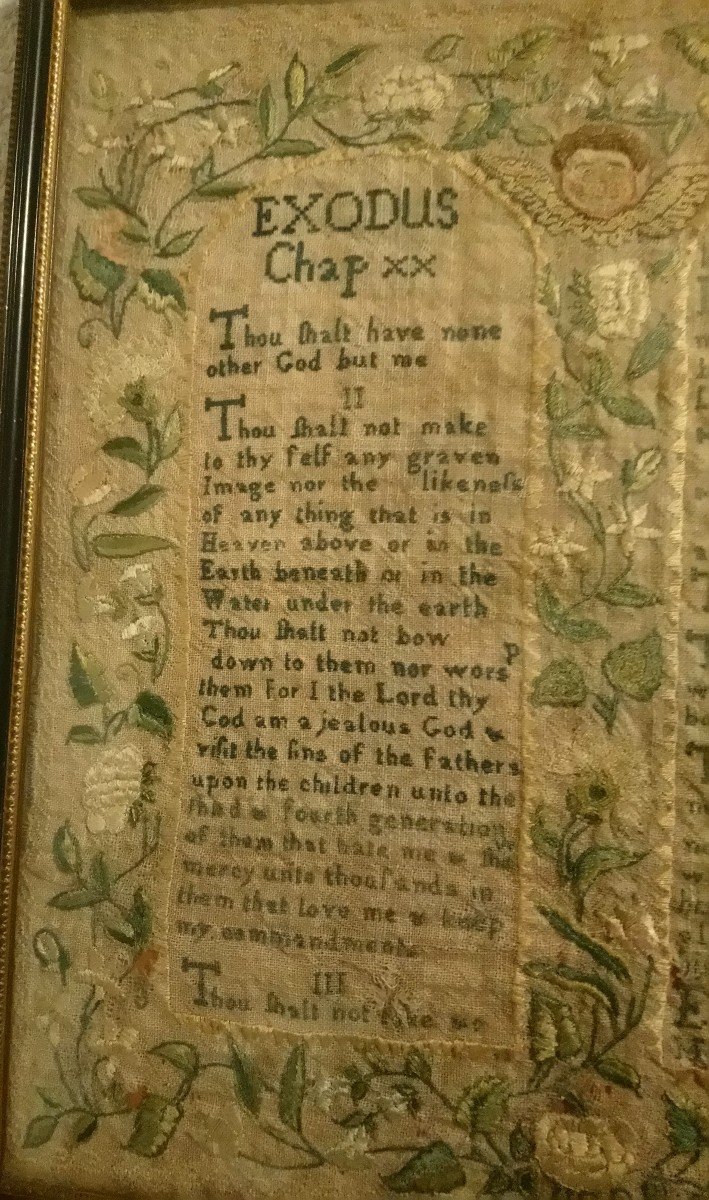 EXODUS
Chap xx
Thou ſhalt have none
other God but me
II
Thou ſhalt not make
to thy ſelf any graven
Image nor the likeneſs
of any thing that is in
Heaven above or in the
Earth beneath or in the
Water under the earth
Thou ſhalt not bow
down to them nor worsp
them For I the Lord thy
God am a jealous God &
viſit the ſins of the fathers
upon the children unto the
& fourth generation
of them that hate me &
mercy unto thouſands in
them that love me & keep
my commandments
III
Thou ſhalt not take